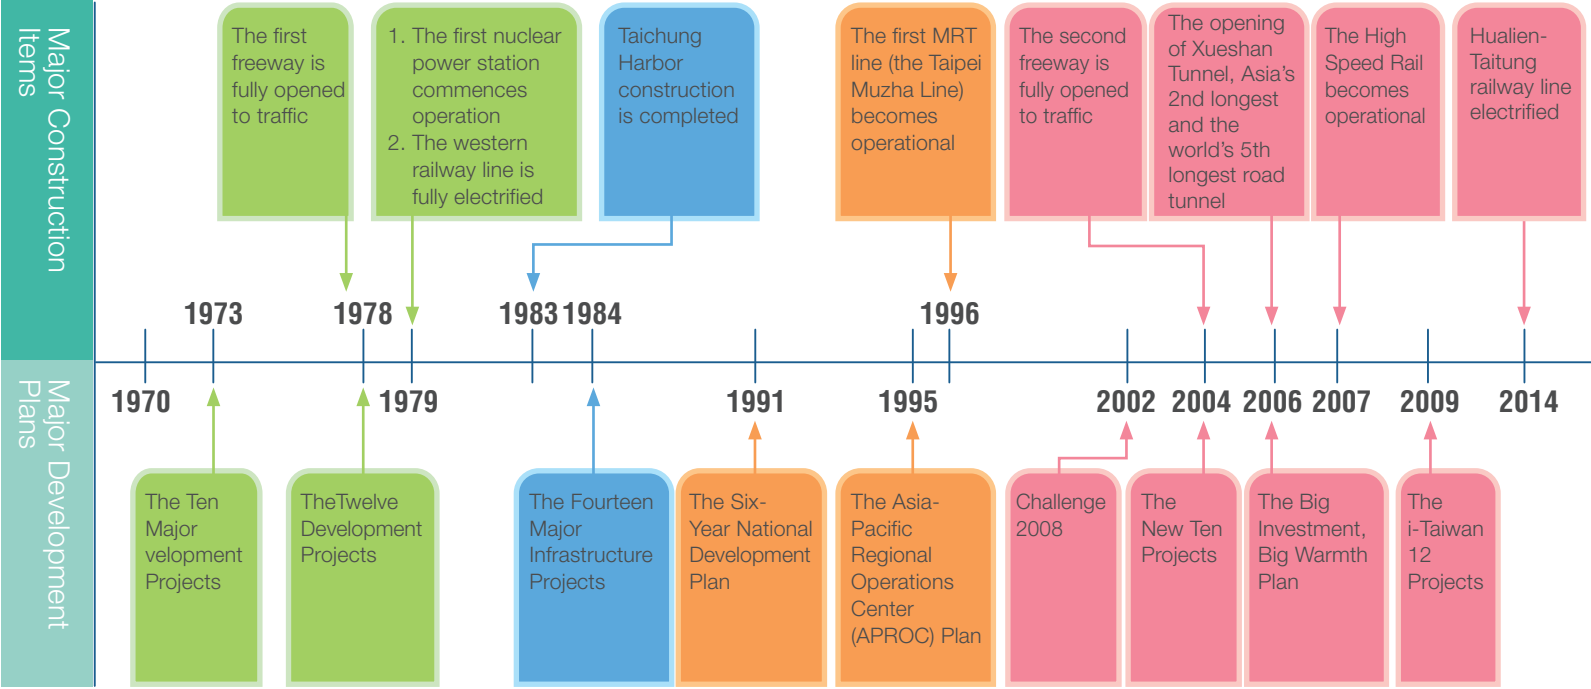 Major Construction
Items
The first
freeway is
fully opened
to traffic
1. The first nuclear
power station
commences
operation
2. The western
railway line is
fully electrified
Taichung
Harbor
construction
is completed
The first MRT
line (the Taipei
Muzha Line)
becomes
operational
The second
freeway is
fully opened
to traffic
The opening
of Xueshan
Tunnel, Asia’s
2nd longest
and the
world’s 5th
longest road
tunnel
The High
Speed Rail
becomes
operational
Hualien-
Taitung
railway line
electrified
1973
1978
1983
1984
1996
1970
1979
1991
1995
2002
2004
2006
2007
2009
2014
Major Development
Plans
The Ten
Major
velopment
Projects
TheTwelve
Development
Projects
The Fourteen
Major
Infrastructure
Projects
The Six-
Year National
Development
Plan
The Asia-
Pacific
Regional
Operations
Center
(APROC) Plan
Challenge
2008
The
New Ten
Projects
The Big
Investment,
Big Warmth
Plan
The
i-Taiwan
12
Projects